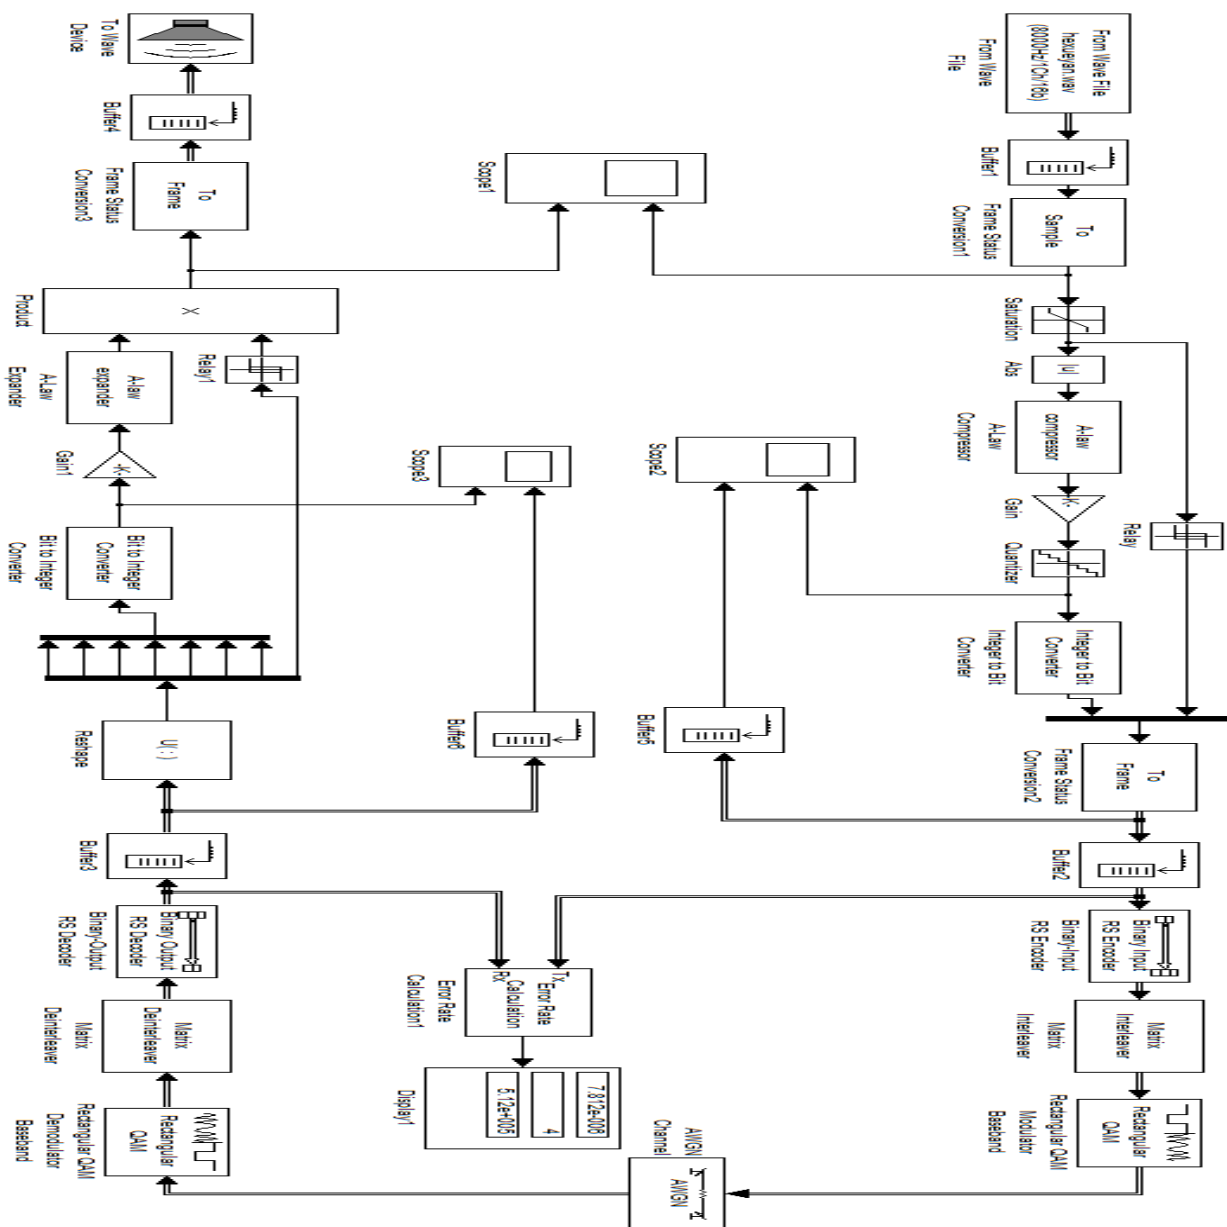 From Wave File
hexueyan.wav
(8000Hz/1Ch/16b)
From Wave
File
Buffer1
To
Sample
Frame Status
Conversion1
Saturation
|u|
Abs
A-law
compressor
A-Law
Compressor
-K-
Gain
Quantizer
Relay
Integer to Bit
Converter
Integer to Bit
Converter
To
Frame
Frame Status
Conversion2
Buffer2
Binary Input
RS Encoder
Binary-Input
RS Encoder
Matrix
Interleaver
Matrix
Interleaver
Rectangular
QAM
Rectangular QAM
Modulator
Baseband
Scope1
Scope2
Scope3
Buffer5
Buffer6
Tx
Error Rate
Calculation
Rx
Error Rate
Calculation1
7.812e-006
4
5.12e+005
Display1
AWGN
AWGN
Channel
To Wave
Device
Buffer4
To
Frame
Frame Status
Conversion3
X
Product
Relay1
A-law
expander
A-Law
Expander
-K-
Gain1
Bit to Integer
Converter
Bit to Integer
Converter
U( : )
Reshape
Buffer3
Binary Output
RS Decoder
Binary-Output
RS Decoder
Matrix
Deinterleaver
Matrix
Deinterleaver
Rectangular
QAM
Rectangular QAM
Demodulator
Baseband